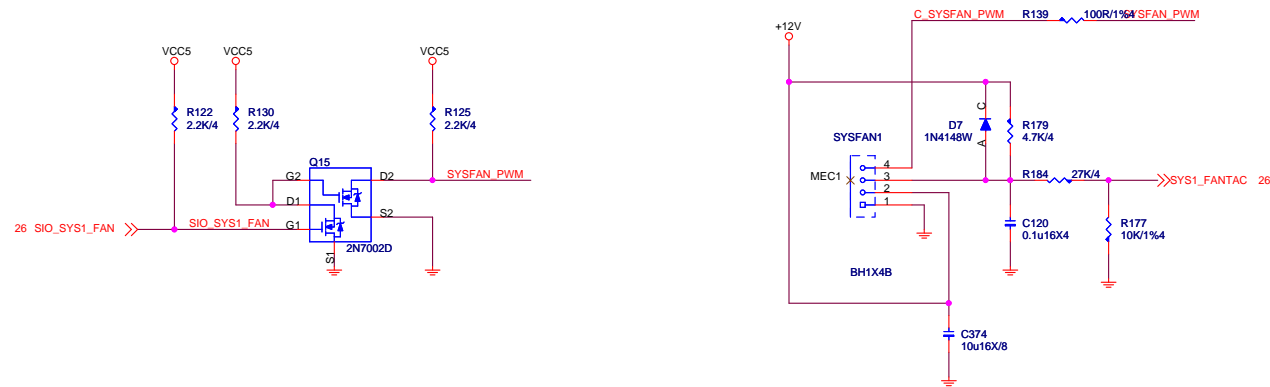 VCC5
VCC5
VCC5
R122
2.2K/4
R130
2.2K/4
R125
2.2K/4
Q15
G2
D2
SYSFAN_PWM
D1
S2
26 SIO_SYS1_FAN
SIO_SYS1_FAN
G1
2N7002D
S1
+12V
C_SYSFAN_PWM
R139
100R/1%4
SYSFAN_PWM
C
D7
1N4148W
A
R179
4.7K/4
SYSFAN1
MEC1
4
3
2
1
R184
27K/4
SYS1_FANTAC 26
C120
0.1u16X4
R177
10K/1%4
BH1X4B
C374
10u16X/8